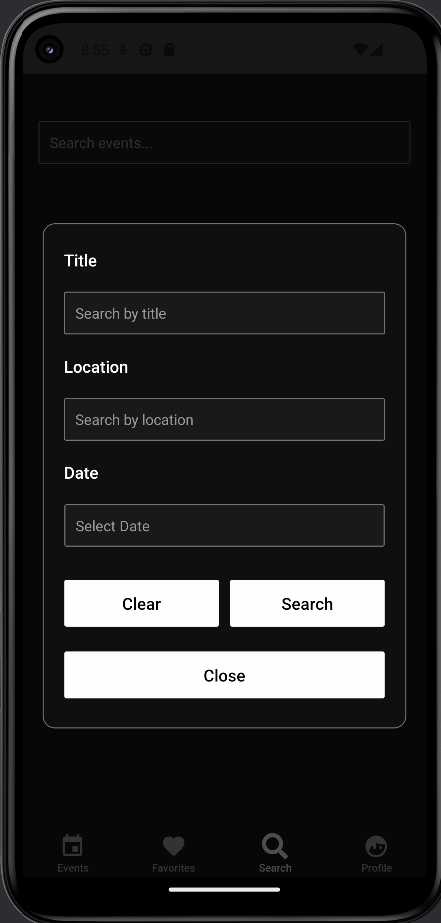 8:55
Search events...
Title
Search by title
Location
Search by location
Date
Select Date
Clear Search
Close
Events Favorites Search Profile